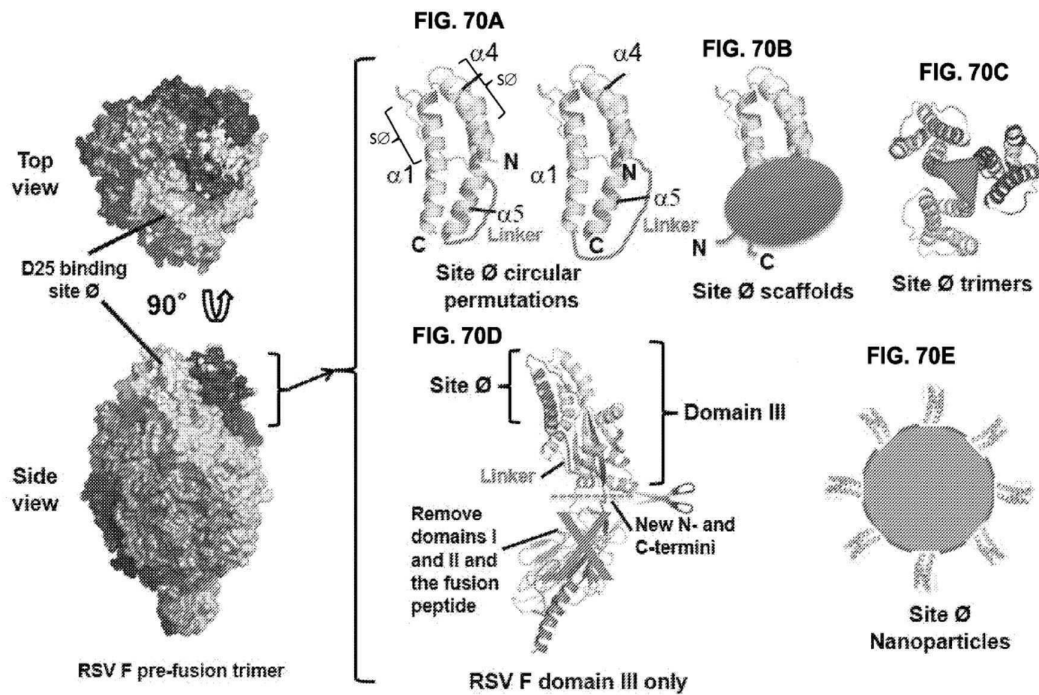 Top
view
D25 binding
site Ø
90°
Side
view
RSV F pre-fusion trimer
FIG. 70A
α4
sØ
sØ
α1
N
α5
Linker
C
α4
α1
N
α5
Linker
C
Site Ø circular
permutations
FIG. 70B
N
C
Site Ø scaffolds
FIG. 70C
Site Ø trimers
FIG. 70D
Site Ø
Domain III
Linker
Remove
domains I
and II and
the fusion
peptide
New N- and
C-termini
RSV F domain III only
FIG. 70E
Site Ø
Nanoparticles